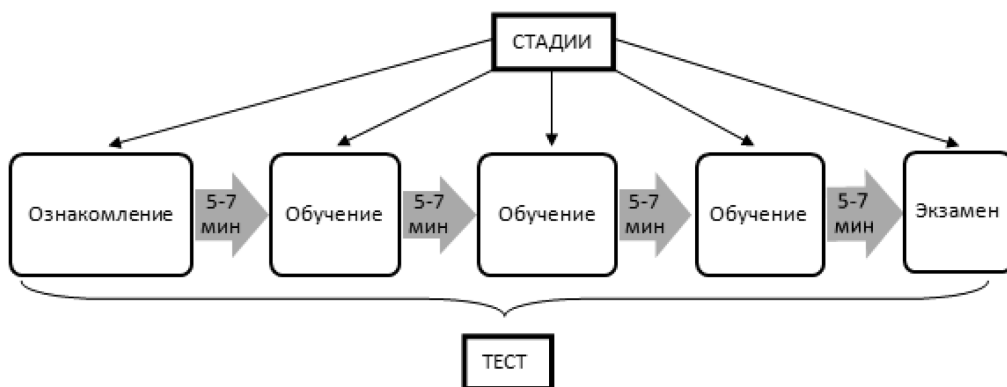 СТАДИИ
Ознакомление
5-7
мин
Обучение
5-7
мин
Обучение
5-7
мин
Обучение
5-7
мин
Экзамен
ТЕСТ